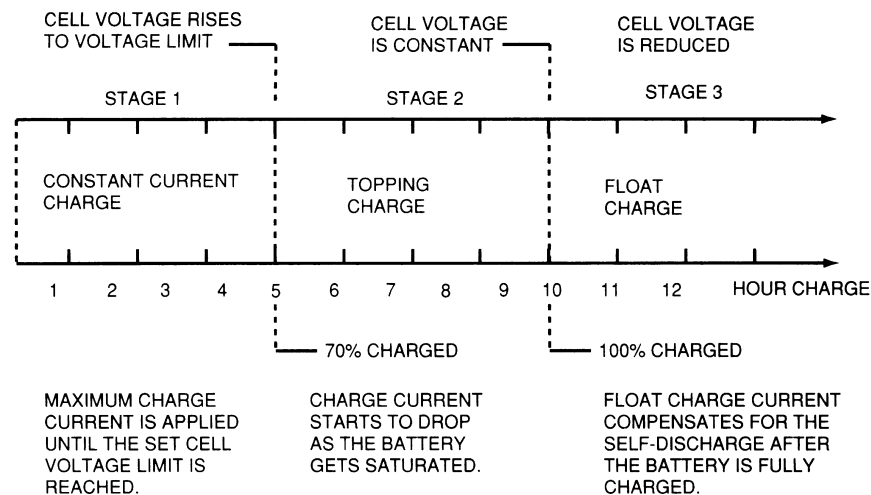 CELL VOLTAGE RISES
TO VOLTAGE LIMIT
CELL VOLTAGE
IS CONSTANT
CELL VOLTAGE
IS REDUCED
STAGE 1
STAGE 2
STAGE 3
CONSTANT CURRENT
CHARGE
TOPPING
CHARGE
FLOAT
CHARGE
1 2 3 4 5 6 7 8 9 10 11 12 HOUR CHARGE
70% CHARGED
100% CHARGED
MAXIMUM CHARGE
CURRENT IS APPLIED
UNTIL THE SET CELL
VOLTAGE LIMIT IS
REACHED.
CHARGE CURRENT
STARTS TO DROP
AS THE BATTERY
GETS SATURATED.
FLOAT CHARGE CURRENT
COMPENSATES FOR THE
SELF-DISCHARGE AFTER
THE BATTERY IS FULLY
CHARGED.